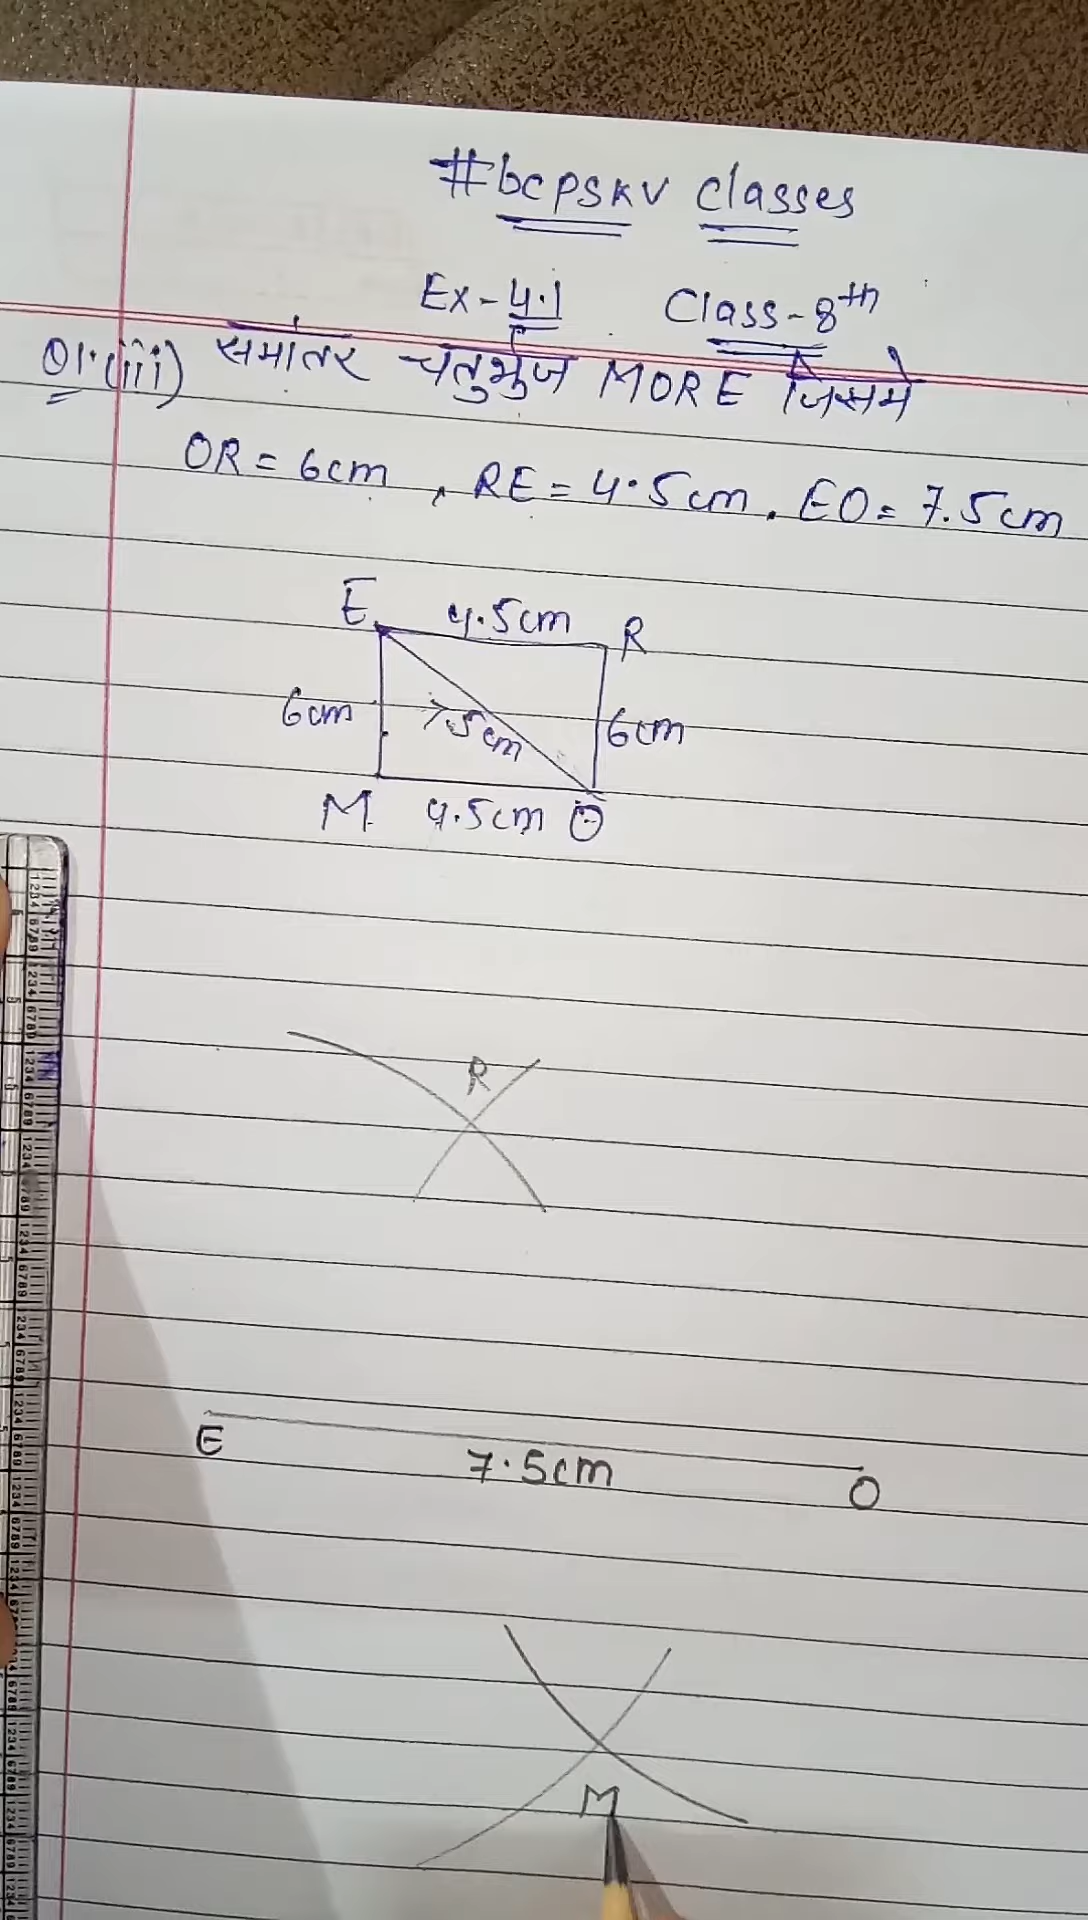 #bcpskv classes
Ex-4.1 Class-8th
01.(iii) समांतर चतुर्भुज MORE जिसमे
OR = 6cm, RE = 4.5cm, EO = 7.5cm
E 4.5cm R
6cm 7.5cm 6cm
M 4.5cm O
R
E 7.5cm O
M